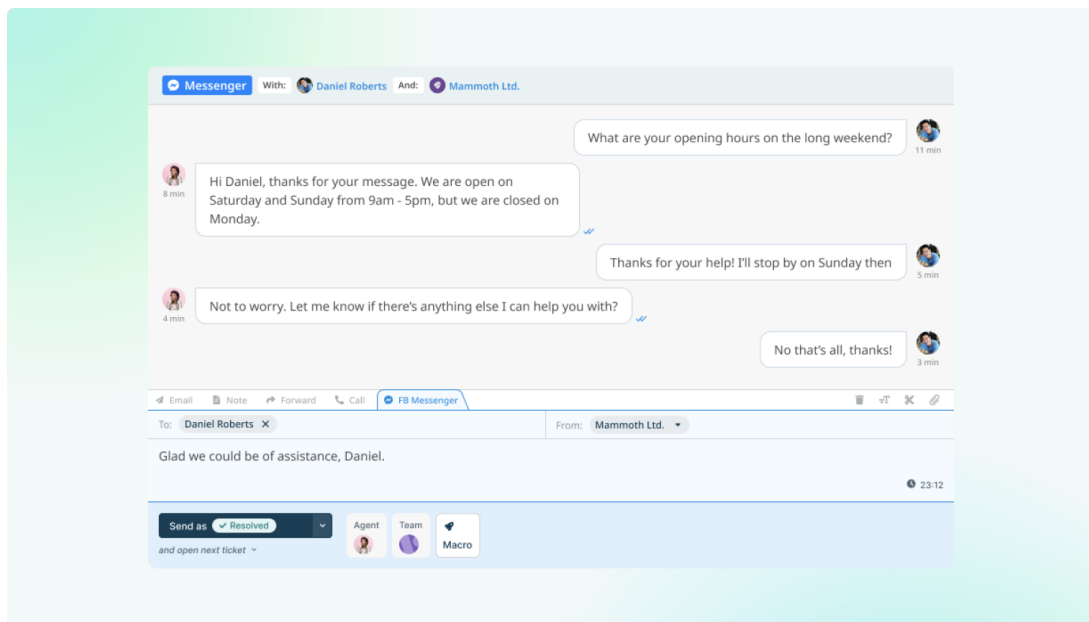 Messenger With: Daniel Roberts And: Mammoth Ltd.
What are your opening hours on the long weekend?
11 min
8 min
Hi Daniel, thanks for your message. We are open on
Saturday and Sunday from 9am - 5pm, but we are closed on
Monday.
Thanks for your help! I'll stop by on Sunday then
5 min
Not to worry. Let me know if there's anything else I can help you with?
4 min
No that's all, thanks!
3 min
Email Note Forward Call FB Messenger
To: Daniel Roberts From: Mammoth Ltd.
Glad we could be of assistance, Daniel.
23:12
Send as Resolved Agent Team
Macro
and open next ticket